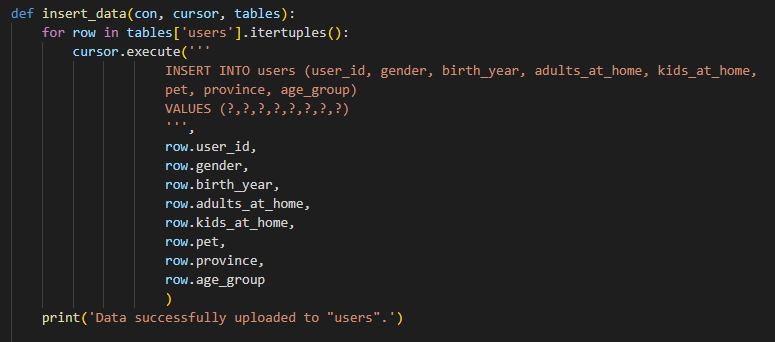 def insert_data(con, cursor, tables):
    for row in tables['users'].itertuples():
        cursor.execute('''
                    INSERT INTO users (user_id, gender, birth_year, adults_at_home, kids_at_home,
                    pet, province, age_group)
                    VALUES (?,?,?,?,?,?,?,?)
                    ''',
                    row.user_id,
                    row.gender,
                    row.birth_year,
                    row.adults_at_home,
                    row.kids_at_home,
                    row.pet,
                    row.province,
                    row.age_group
                    )
    print('Data successfully uploaded to "users".')